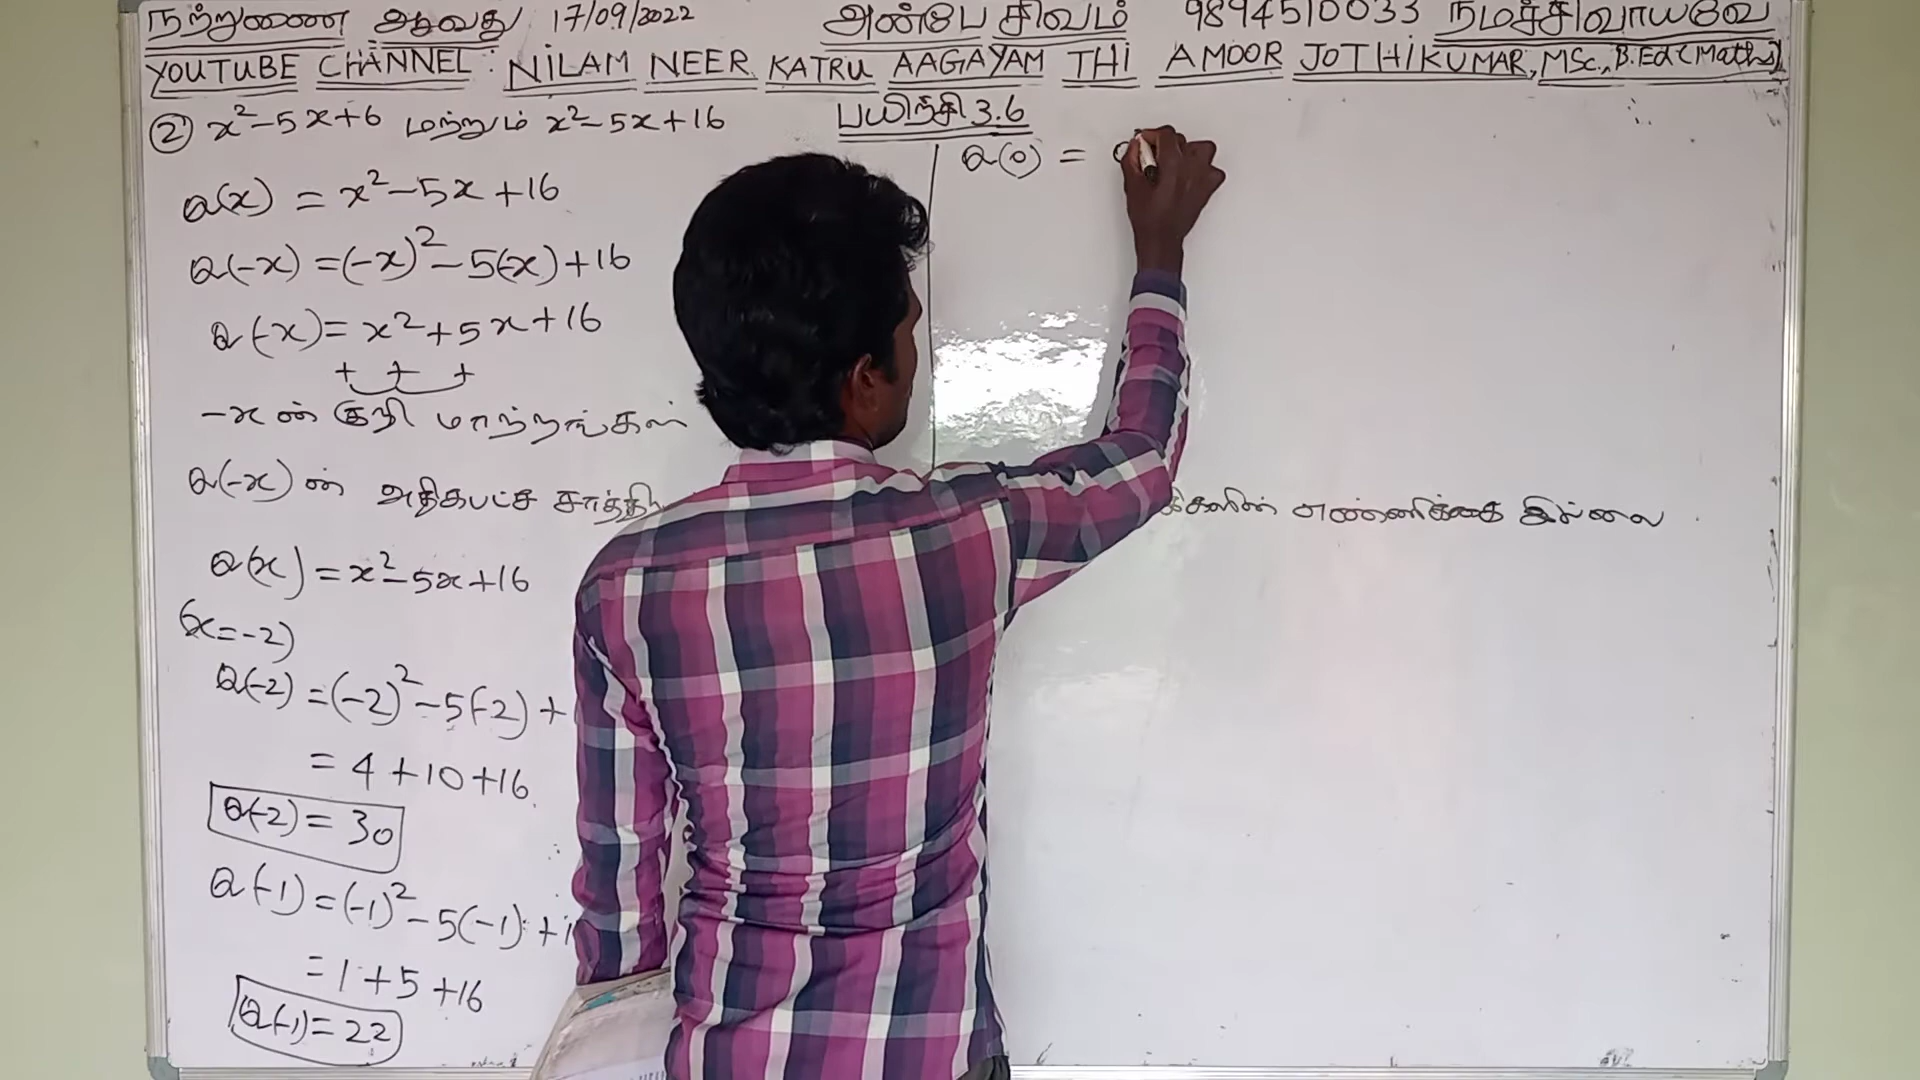 நற்றுணை ஆவது 17/09/2022 அன்பே சிவம் 9894510033 நமச்சிவாயவே
YOUTUBE CHANNEL : NILAM NEER KATRU AAGAYAM THI AMOOR JOTHIKUMAR, MSc., B.Ed (Maths)
பயிற்சி 3.6
② x²-5x+6 மற்றும் x²-5x+16
Q(x) = x²-5x+16
Q(-x) = (-x)²-5(-x)+16
Q(-x) = x²+5x+16
+ + +
-x ன் குறி மாற்றங்கள்
Q(-x) ன் அதிகபட்ச எண்ணிக்கை இல்லை
Q(x) = x²-5x+16
(x=-2)
Q(-2) = (-2)²-5(-2)+
= 4+10+16
Q(-2) = 30
Q(-1) = (-1)²-5(-1)+1
= 1+5+16
Q(-1) = 22
Q(0) =